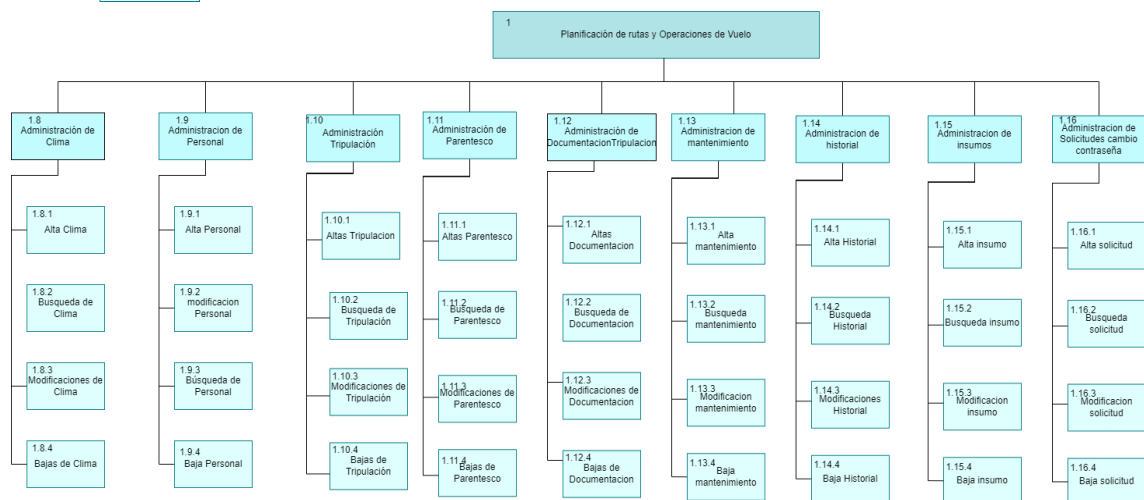 1
Planificación de rutas y Operaciones de Vuelo
1.8
Administración de
Clima
1.9
Administracion de
Personal
1.10
Administración
Tripulación
1.11
Administración de
Parentesco
1.12
Administración de
DocumentacionTripulacion
1.13
Administracion de
mantenimiento
1.14
Administracion de
historial
1.15
Administracion de
insumos
1.16
Administracion de
Solicitudes cambio
contraseña
1.8.1
Alta Clima
1.9.1
Alta Personal
1.10.1
Altas Tripulacion
1.11.1
Altas Parentesco
1.12.1
Altas
Documentacion
1.13.1
Alta
mantenimiento
1.14.1
Alta Historial
1.15.1
Alta insumo
1.16.1
Alta solicitud
1.8.2
Búsqueda de
Clima
1.9.2
modificacion
Personal
1.10.2
Busqueda de
Tripulación
1.11.2
Busqueda de
Parentesco
1.12.2
Busqueda de
Documentacion
1.13.2
Busqueda
mantenimiento
1.14.2
Busqueda
Historial
1.15.2
Busqueda insumo
1.16.2
Busqueda
solicitud
1.8.3
Modificaciones de
Clima
1.9.3
Búsqueda de
Personal
1.10.3
Modificaciones de
Tripulación
1.11.3
Modificaciones de
Parentesco
1.12.3
Modificaciones de
Documentacion
1.13.3
Modificacion
mantenimiento
1.14.3
Modificaciones
Historial
1.15.3
Modificacion
insumo
1.16.3
Modificacion
solicitud
1.8.4
Bajas de Clima
1.9.4
Baja Personal
1.10.4
Bajas de
Tripulación
1.11.4
Bajas de
Parentesco
1.12.4
Bajas de
Documentacion
1.13.4
Baja
mantenimiento
1.14.4
Baja Historial
1.15.4
Baja insumo
1.16.4
Baja solicitud